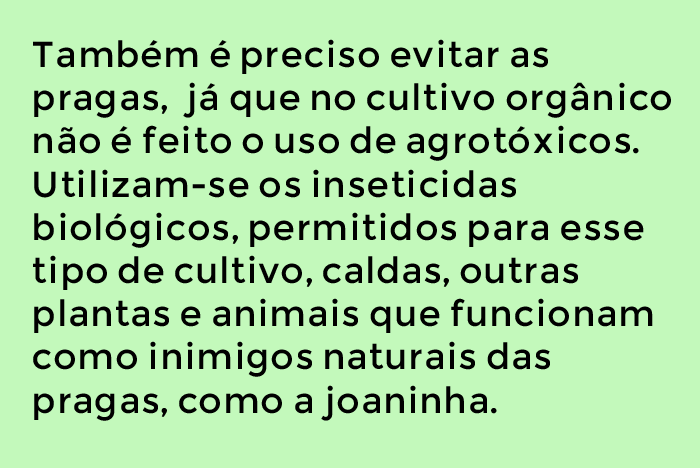 Também é preciso evitar as
pragas,  já que no cultivo orgânico
não é feito o uso de agrotóxicos.
Utilizam-se os inseticidas
biológicos, permitidos para esse
tipo de cultivo, caldas, outras
plantas e animais que funcionam
como inimigos naturais das
pragas, como a joaninha.